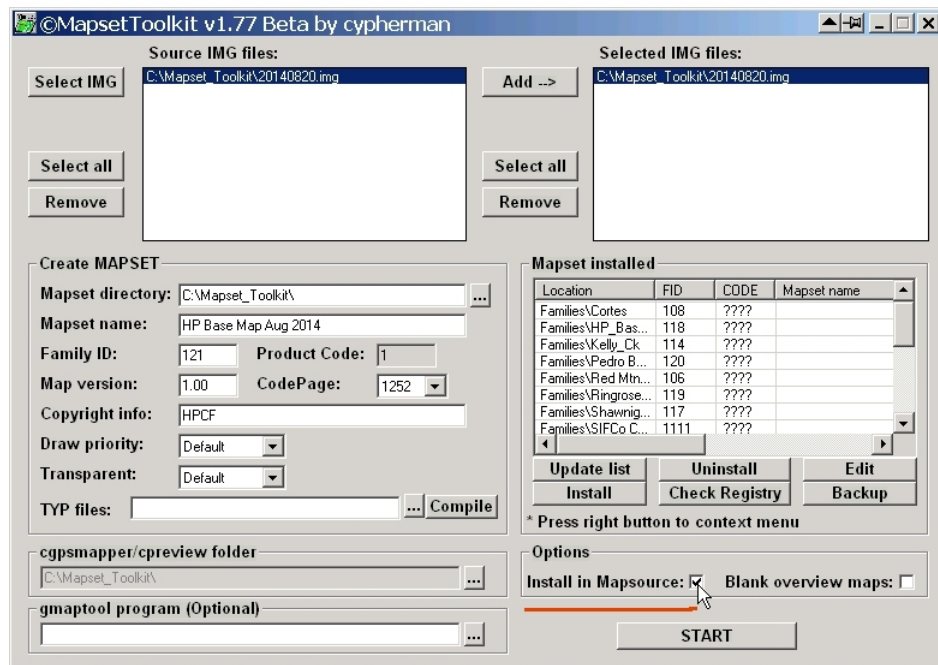 ©MapsetToolkit v1.77 Beta by cypherman
Source IMG files:
Selected IMG files:
Select IMG
C:\Mapset_Toolkit\20140820.img
Add -->
C:\Mapset_Toolkit\20140820.img
Select all
Select all
Remove
Remove
Create MAPSET
Mapset directory: C:\Mapset_Toolkit\ ...
Mapset name: HP Base Map Aug 2014
Family ID: 121 Product Code: 1
Map version: 1.00 CodePage: 1252
Copyright info: HPCF
Draw priority: Default
Transparent: Default
TYP files: ... Compile
Mapset installed
Location FID CODE Mapset name
Families\Cortes 108 ????
Families\HP_Bas... 118 ????
Families\Kelly_Ck 114 ????
Families\Pedro B... 120 ????
Families\Red Mtn... 106 ????
Families\Ringrose... 119 ????
Families\Shawnig... 117 ????
Families\SIFCo C... 1111 ????
Update list Uninstall Edit
Install Check Registry Backup
* Press right button to context menu
cgpsmapper/cpreview folder
C:\Mapset_Toolkit\ ...
gmaptool program (Optional)
...
Options
Install in Mapsource: Blank overview maps:
START